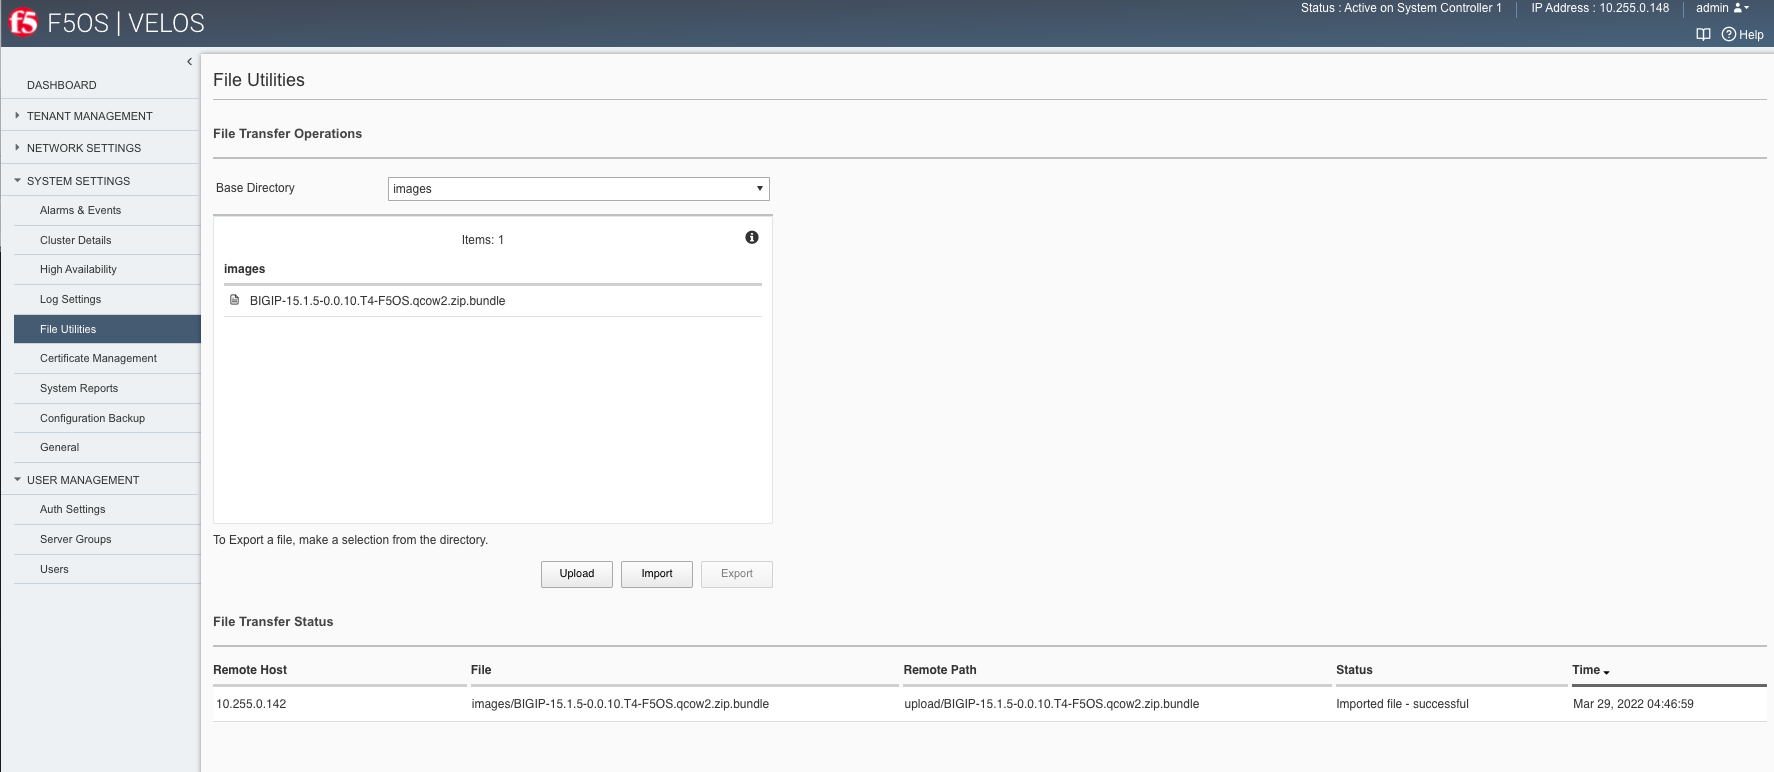 f5 F5OS | VELOS
Status : Active on System Controller 1
IP Address : 10.255.0.148
admin
Help
DASHBOARD
TENANT MANAGEMENT
NETWORK SETTINGS
SYSTEM SETTINGS
Alarms & Events
Cluster Details
High Availability
Log Settings
File Utilities
Certificate Management
System Reports
Configuration Backup
General
USER MANAGEMENT
Auth Settings
Server Groups
Users
File Utilities
File Transfer Operations
Base Directory images
Items: 1
images
BIGIP-15.1.5-0.0.10.T4-F5OS.qcow2.zip.bundle
To Export a file, make a selection from the directory.
Upload Import Export
File Transfer Status
Remote Host File Remote Path Status Time
10.255.0.142 images/BIGIP-15.1.5-0.0.10.T4-F5OS.qcow2.zip.bundle upload/BIGIP-15.1.5-0.0.10.T4-F5OS.qcow2.zip.bundle Imported file - successful Mar 29, 2022 04:46:59